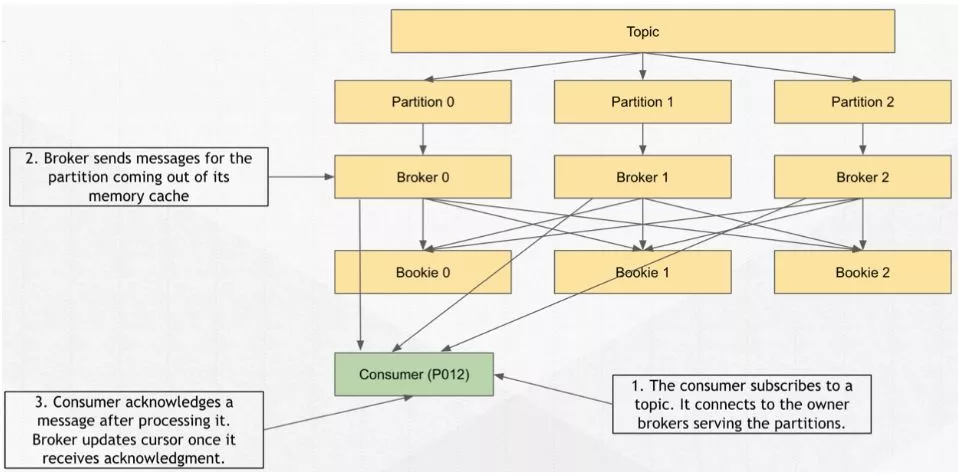 Topic
Partition 0
Partition 1
Partition 2
2. Broker sends messages for the
partition coming out of its
memory cache
Broker 0
Broker 1
Broker 2
Bookie 0
Bookie 1
Bookie 2
Consumer (P012)
1. The consumer subscribes to a
topic. It connects to the owner
brokers serving the partitions.
3. Consumer acknowledges a
message after processing it.
Broker updates cursor once it
receives acknowledgment.